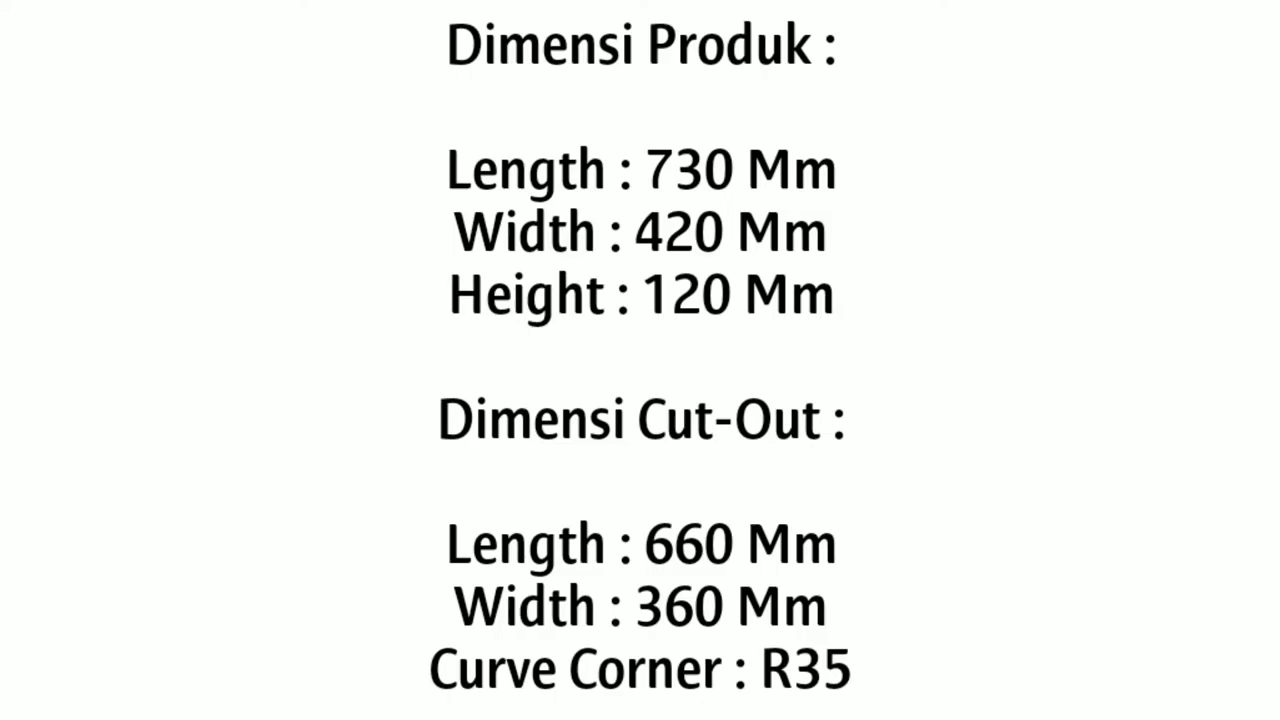 Dimensi Produk :
Length : 730 Mm
Width : 420 Mm
Height : 120 Mm
Dimensi Cut-Out :
Length : 660 Mm
Width : 360 Mm
Curve Corner : R35